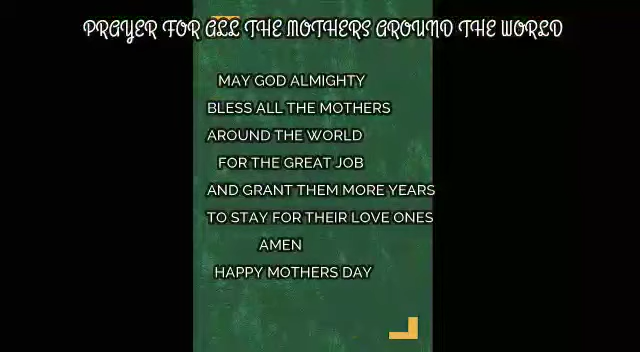 PRAYER FOR ALL THE MOTHERS AROUND THE WORLD
MAY GOD ALMIGHTY
BLESS ALL THE MOTHERS
AROUND THE WORLD
FOR THE GREAT JOB
AND GRANT THEM MORE YEARS
TO STAY FOR THEIR LOVE ONES
AMEN
HAPPY MOTHERS DAY